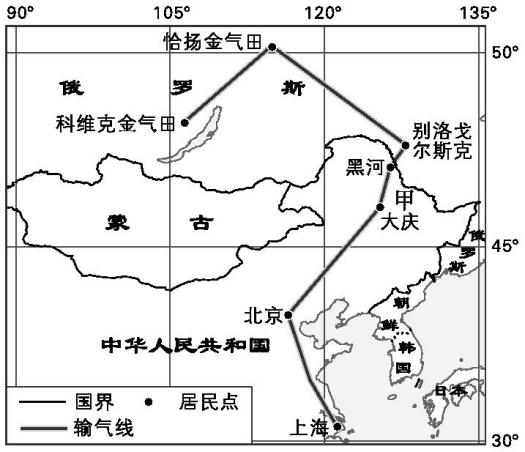 90° 105° 120° 135°
恰扬金气田
50°
俄罗斯
科维克金气田
别洛戈
尔斯克
黑河
甲
大庆
蒙古
俄罗斯
45°
北京
朝鲜
中华人民共和国
韩国
日本
国界 居民点
输气线
上海
30°